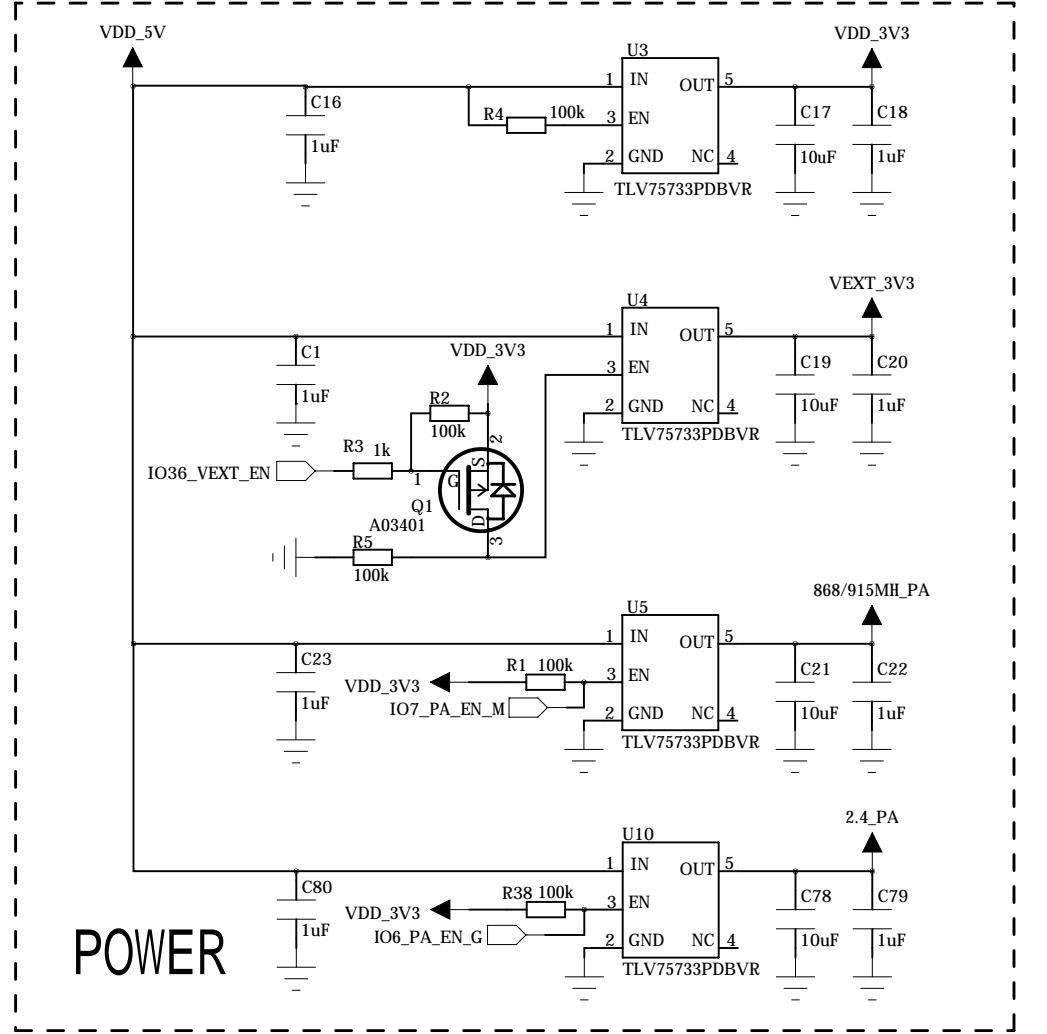 VDD_5V
VDD_3V3
U3
1 IN OUT 5
C16
1uF
R4 100k
3 EN
2 GND NC 4
TLV75733PDBVR
C17
10uF
C18
1uF
VEXT_3V3
U4
1 IN OUT 5
C1
1uF
VDD_3V3
3 EN
R2
100k
2 GND NC 4
TLV75733PDBVR
C19
10uF
C20
1uF
R3 1k
IO36_VEXT_EN
1
2
G
S
D
3
Q1
A03401
R5
100k
868/915MH_PA
U5
1 IN OUT 5
C23
1uF
R1 100k
VDD_3V3
3 EN
IO7_PA_EN_M
2 GND NC 4
TLV75733PDBVR
C21
10uF
C22
1uF
2.4_PA
U10
1 IN OUT 5
C80
1uF
R38 100k
VDD_3V3
3 EN
IO6_PA_EN_G
2 GND NC 4
TLV75733PDBVR
C78
10uF
C79
1uF
POWER